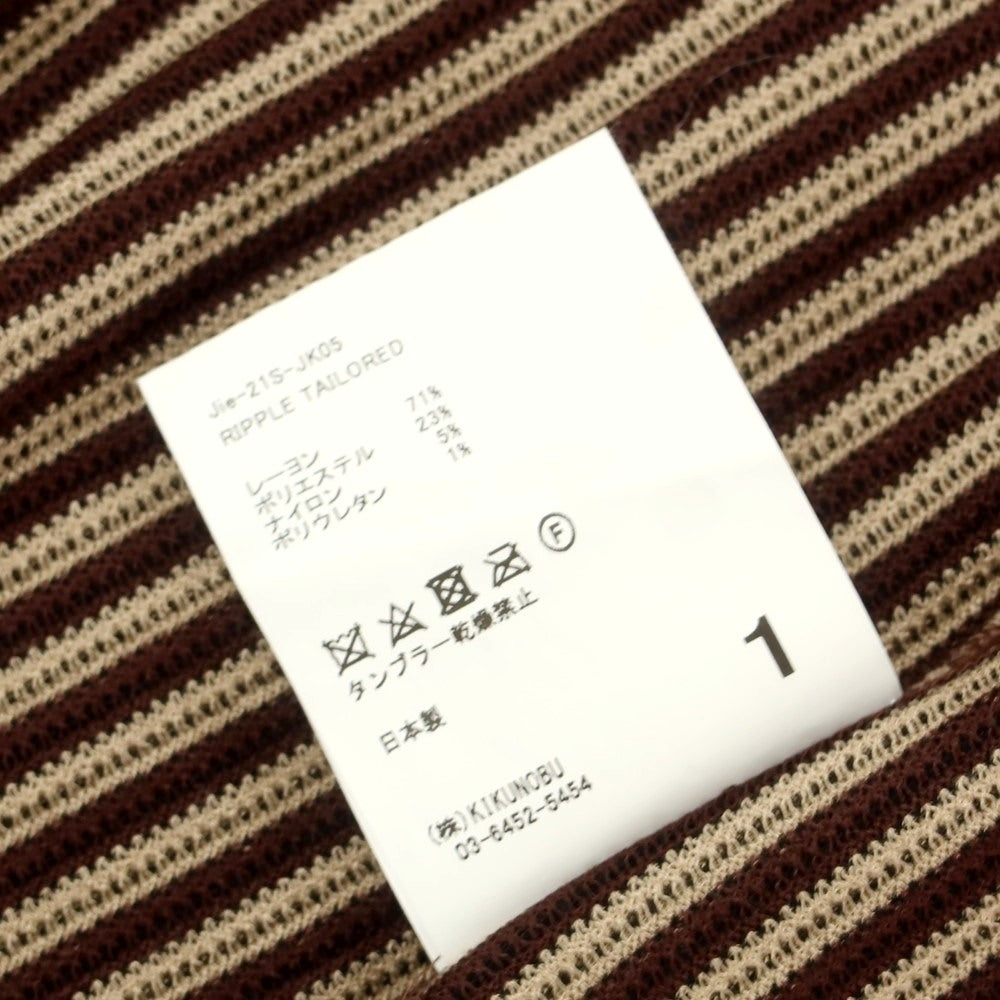 Jie-21S-JK05
RIPPLE TAILORED
レーヨン 71%
ポリエステル 23%
ナイロン 5%
ポリウレタン 1%
F
タンブラー乾燥禁止
日本製
1
(株)KIKUNOBU
03-6452-5454